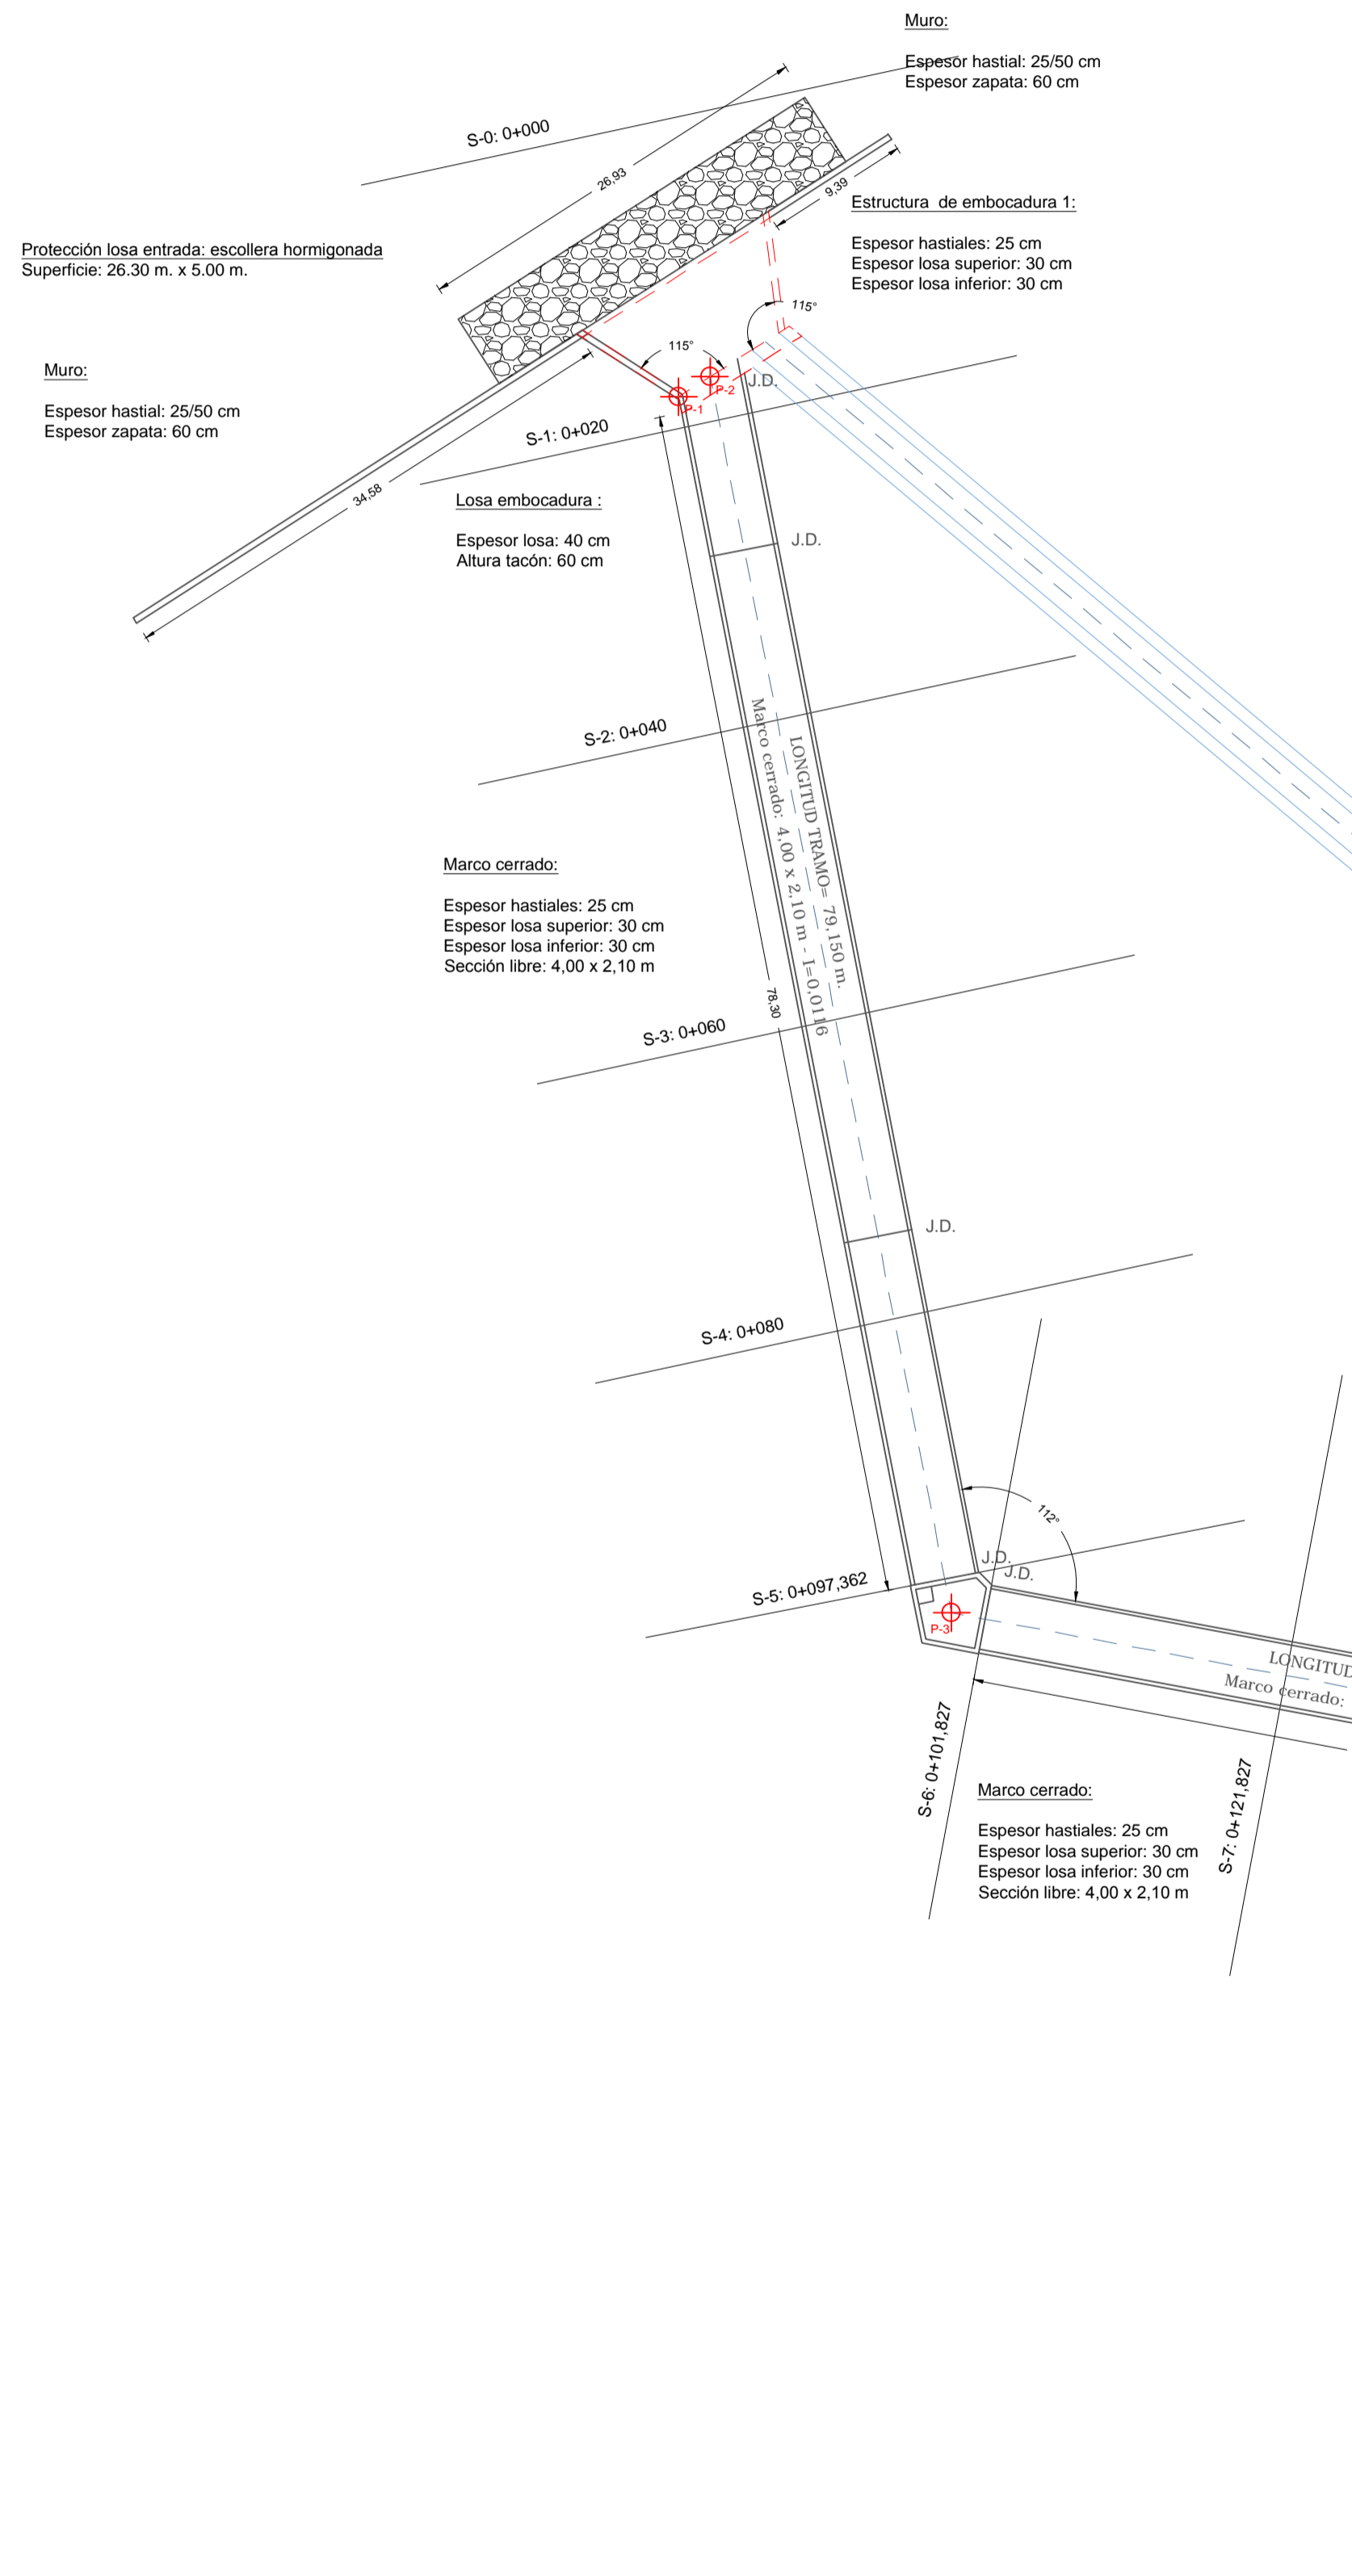 Muro:
Espesor hastial: 25/50 cm
Espesor zapata: 60 cm
S-0: 0+000
26,93
9,39
Estructura  de embocadura 1:
Espesor hastiales: 25 cm
Espesor losa superior: 30 cm
Espesor losa inferior: 30 cm
Protección losa entrada: escollera hormigonada
Superficie: 26.30 m. x 5.00 m.
115°
115°
Muro:
Espesor hastial: 25/50 cm
Espesor zapata: 60 cm
J.D.
P-2
P-1
S-1: 0+020
34,58
Losa embocadura :
Espesor losa: 40 cm
Altura tacón: 60 cm
J.D.
S-2: 0+040
LONGITUD TRAMO= 79,150 m.
Marco cerrado: 4,00 x 2,10 m - I=0,0116
Marco cerrado:
Espesor hastiales: 25 cm
Espesor losa superior: 30 cm
Espesor losa inferior: 30 cm
Sección libre: 4,00 x 2,10 m
78,30
S-3: 0+060
J.D.
S-4: 0+080
112°
J.D.
J.D.
S-5: 0+097,362
P-3
LONGITUD
Marco cerrado:
S-6: 0+101,827
S-7: 0+121,827
Marco cerrado:
Espesor hastiales: 25 cm
Espesor losa superior: 30 cm
Espesor losa inferior: 30 cm
Sección libre: 4,00 x 2,10 m